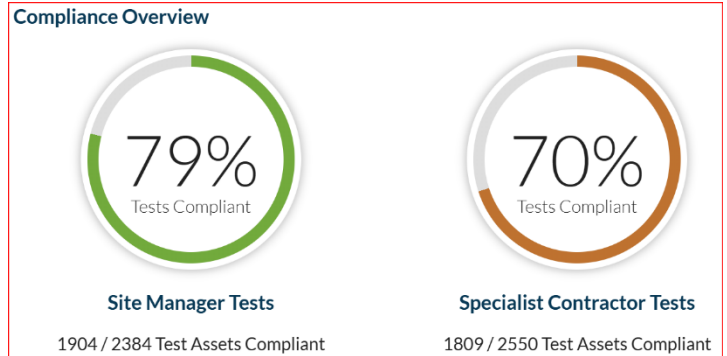 Compliance Overview
79%
Tests Compliant
70%
Tests Compliant
Site Manager Tests
Specialist Contractor Tests
1904 / 2384 Test Assets Compliant
1809 / 2550 Test Assets Compliant